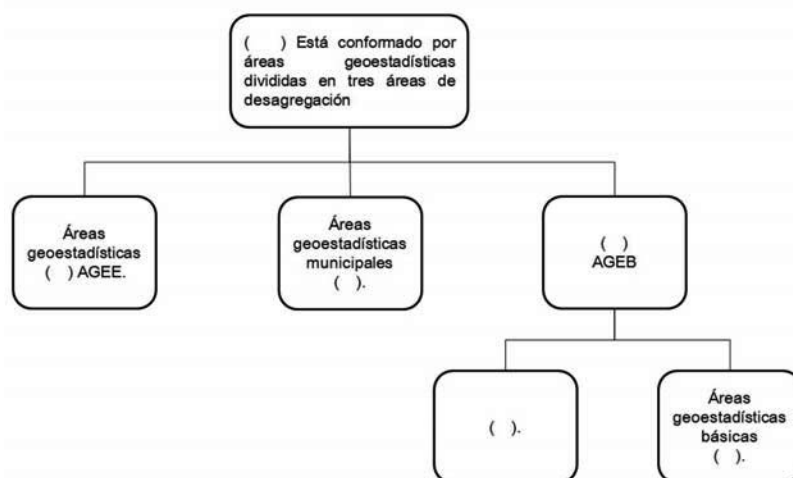 ( ) Está conformado por
áreas geoestadísticas
divididas en tres áreas de
desagregación
Áreas
geoestadísticas
( ) AGEE.
Áreas
geoestadísticas
municipales
( ).
( )
AGEB
( ).
Áreas
geoestadísticas
básicas
( ).